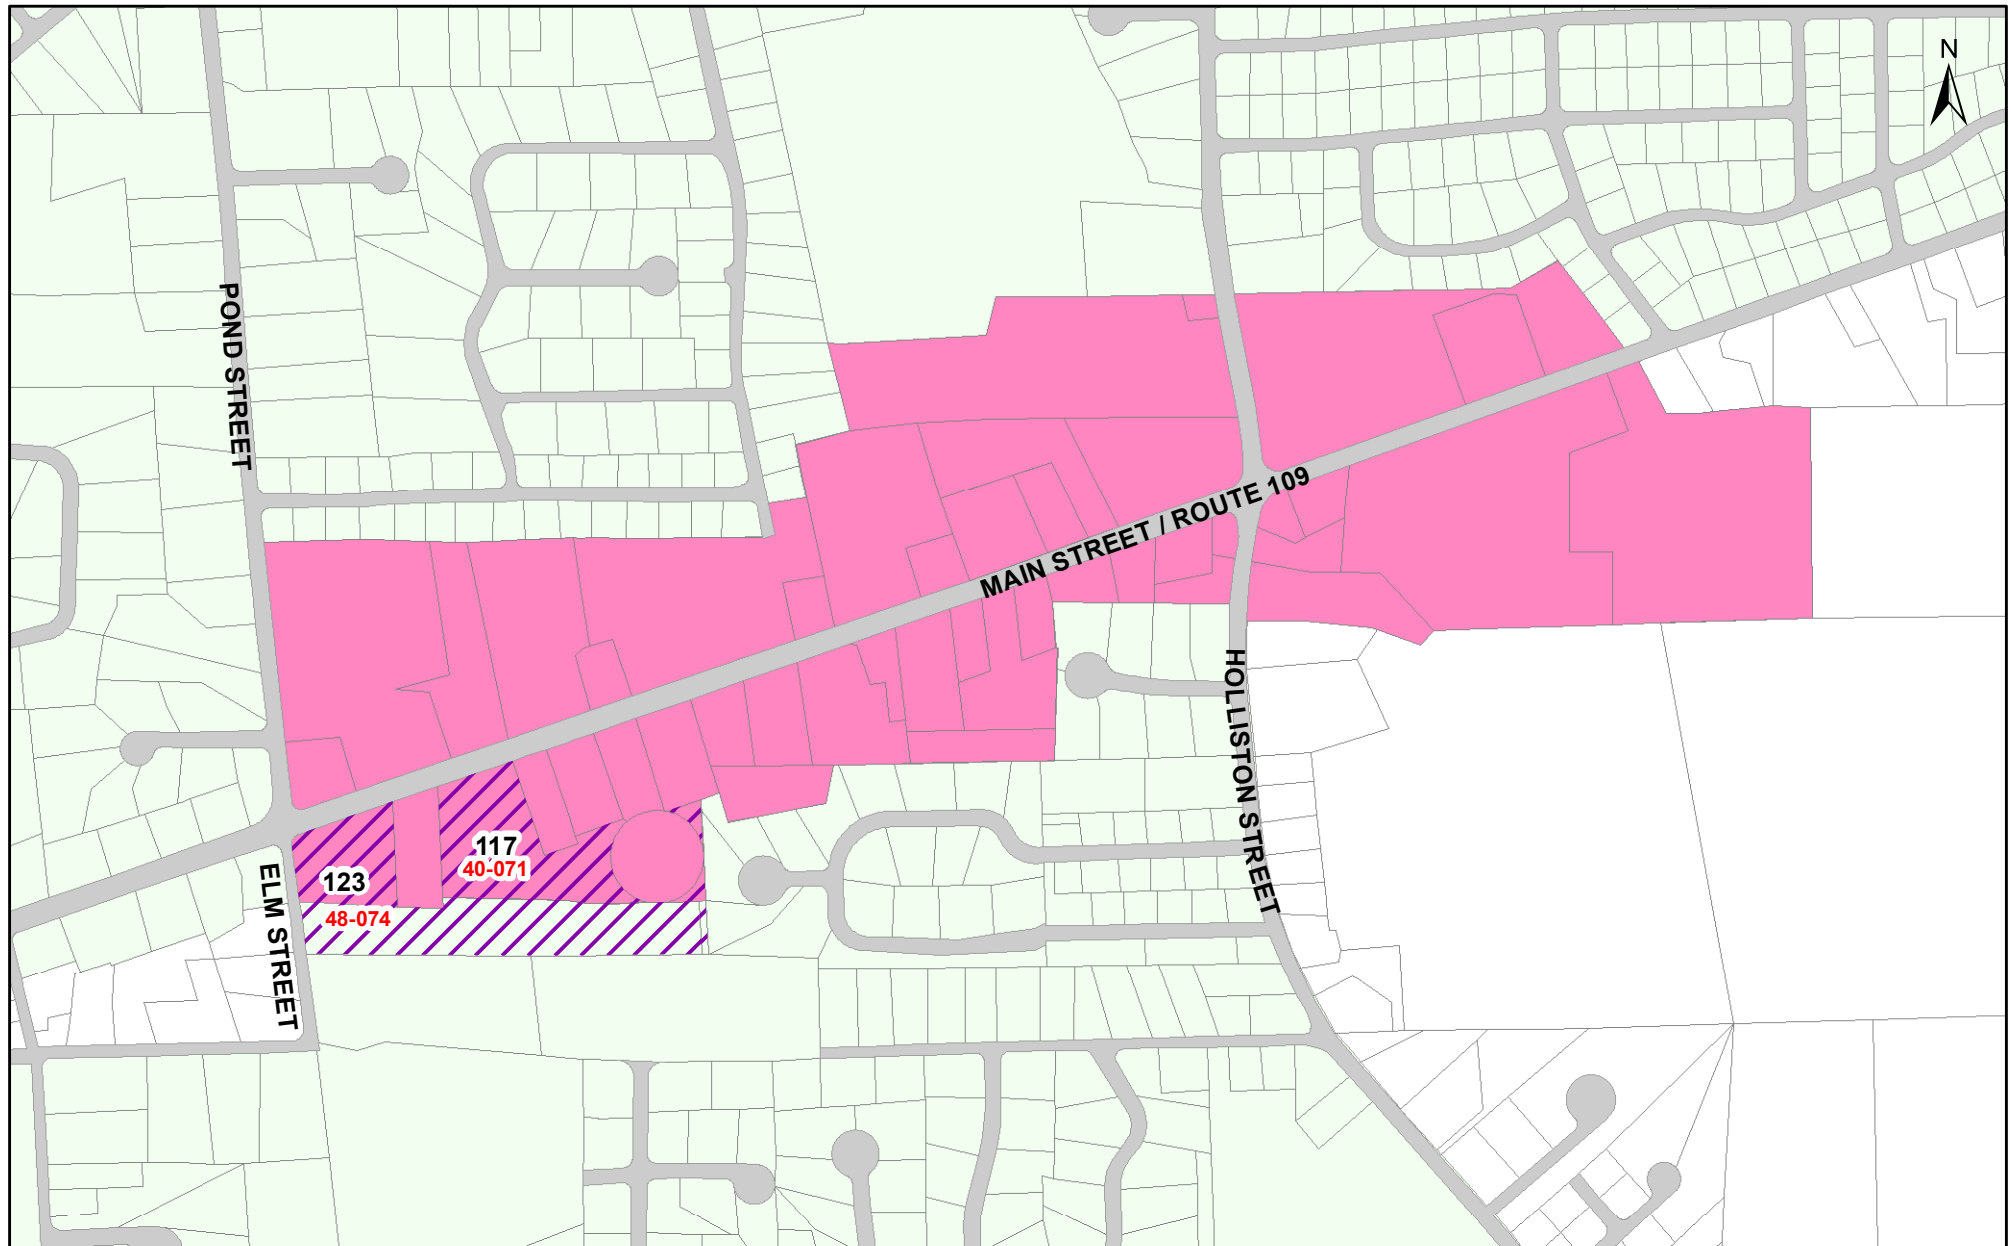 N
POND STREET
MAIN STREET / ROUTE 109
117
40-071
123
48-074
ELM STREET
HOLLISTON STREET